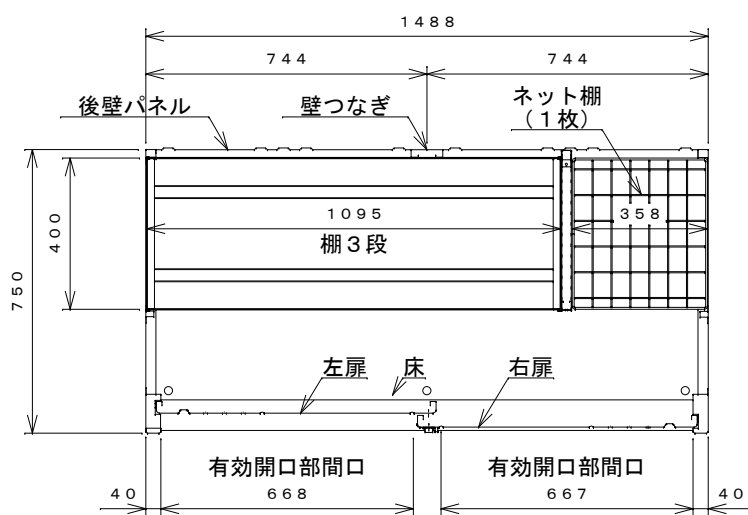 1488
744
744
後壁パネル
壁つなぎ
ネット棚
（１枚）
1095
358
400
棚３段
750
左扉
床
右扉
有効開口部間口
有効開口部間口
40
668
667
40